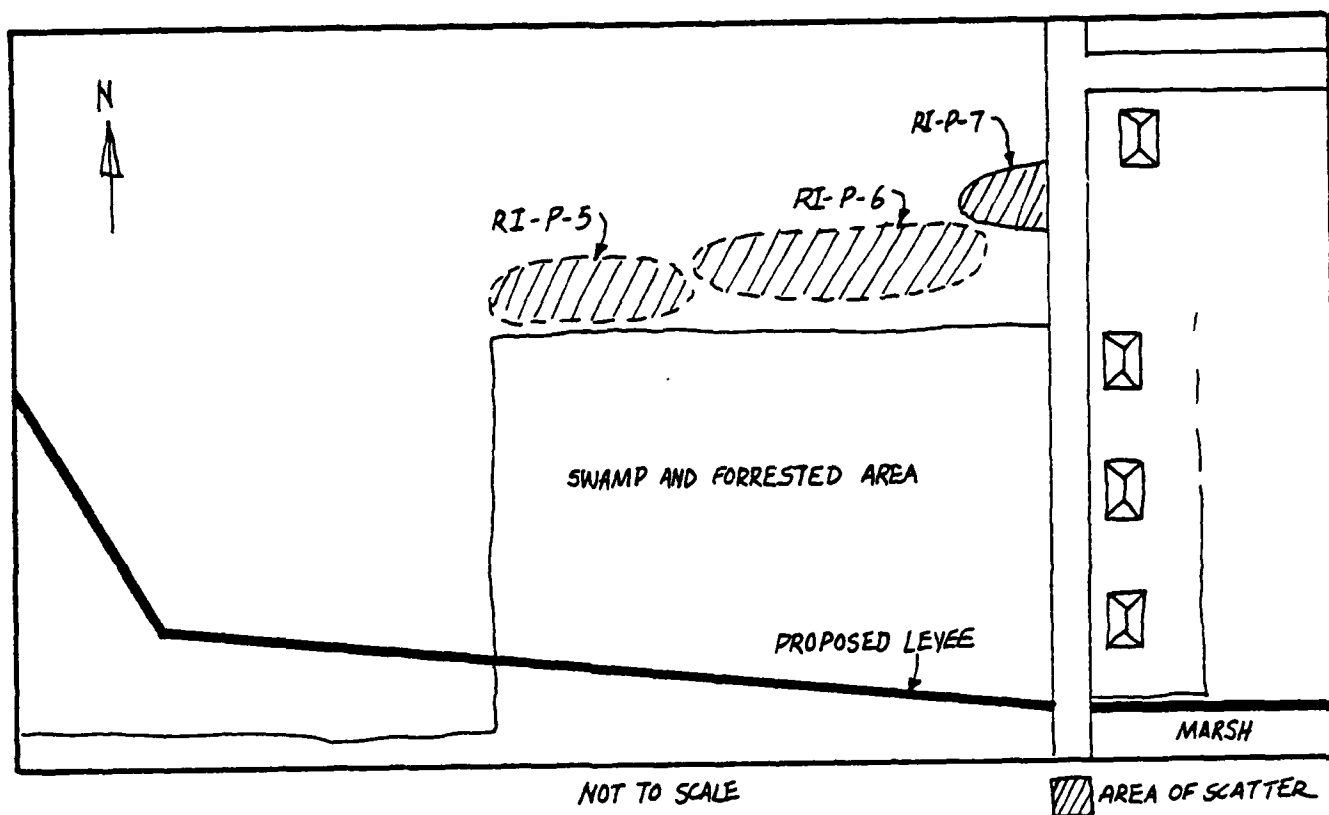 N
RI-P-7
RI-P-6
RI-P-5
SWAMP AND FORRESTED AREA
PROPOSED LEVEE
MARSH
NOT TO SCALE
AREA OF SCATTER